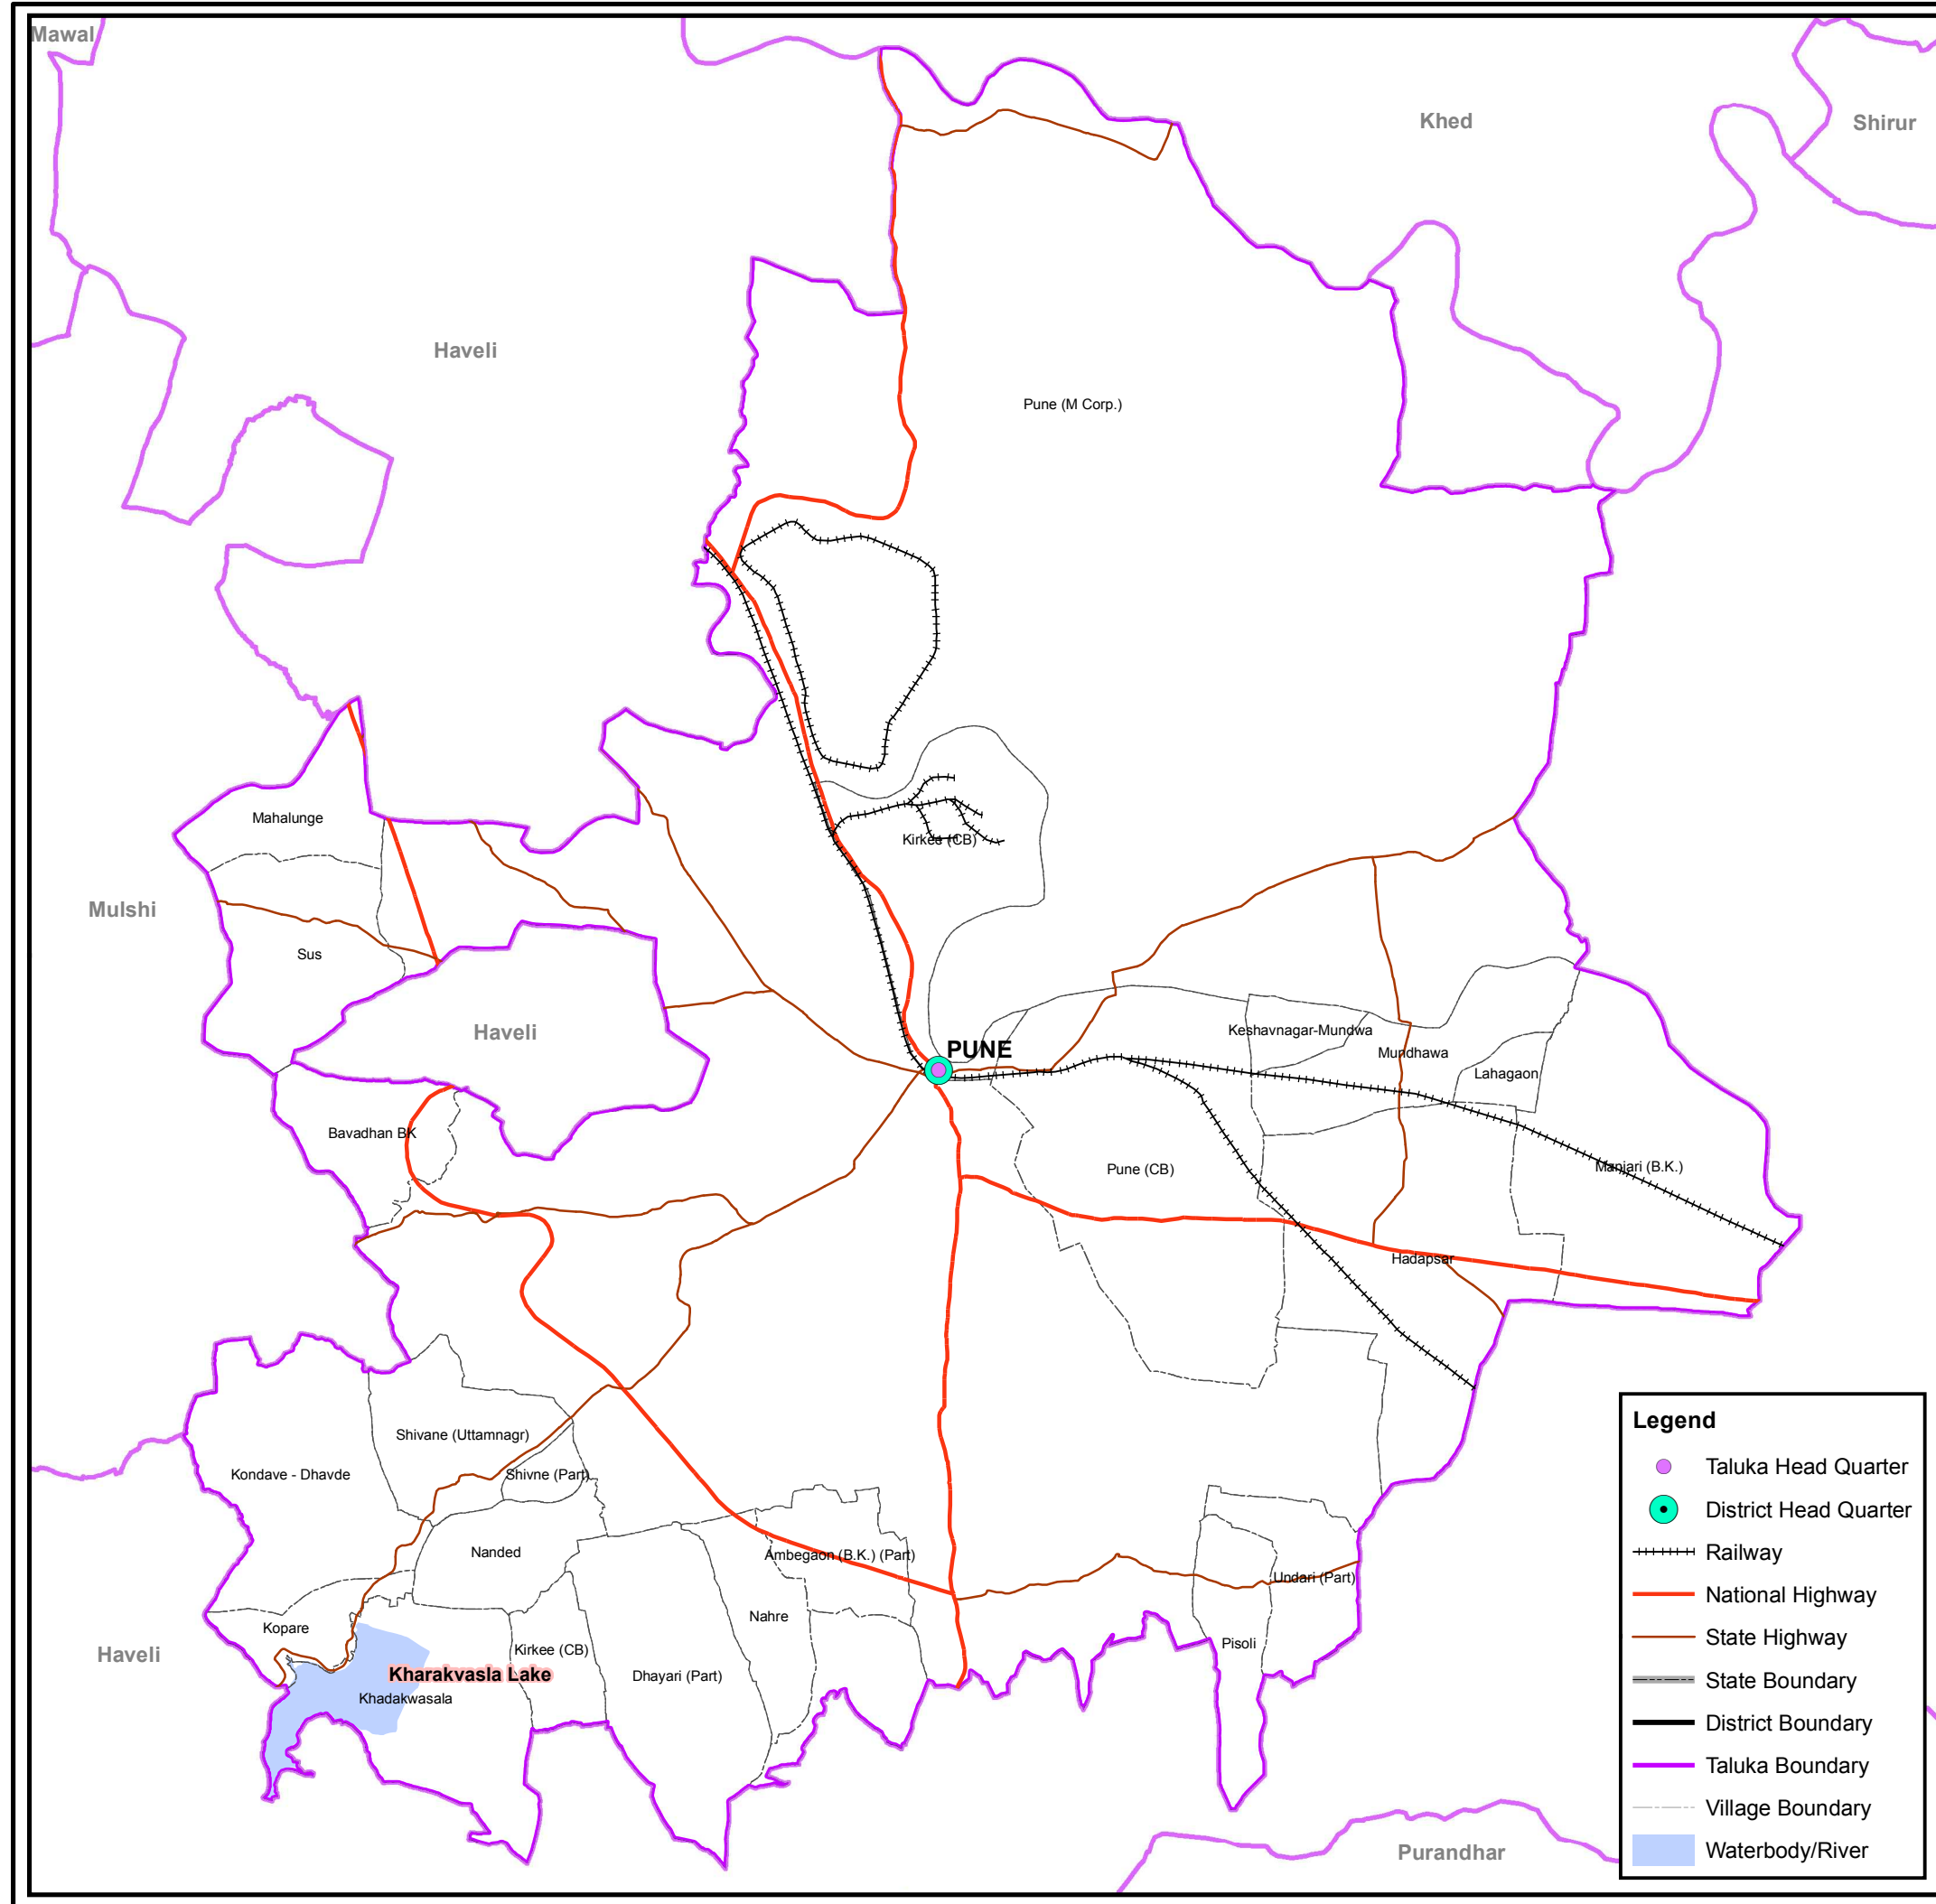 Mawal
Khed
Shirur
Haveli
Pune (M Corp.)
Mahalunge
Kirkee (CB)
Mulshi
Sus
Haveli
Keshavnagar-Mundwa
PUNE
Mundhawa
Lahagaon
Bavadhan BK
Pune (CB)
Manjari (B.K.)
Hadapser
Shivane (Uttamnagr)
Kondave - Dhavde
Shivne (Part)
Nanded
Ambegaon (B.K.) (Part)
Undari (Part)
Nahre
Kopare
Haveli
Kirkee (CB)
Pisoli
Kharakvasla Lake
Dhayari (Part)
Khadakwasala
Purandhar
Legend
Taluka Head Quarter
District Head Quarter
Railway
National Highway
State Highway
State Boundary
District Boundary
Taluka Boundary
Village Boundary
Waterbody/River